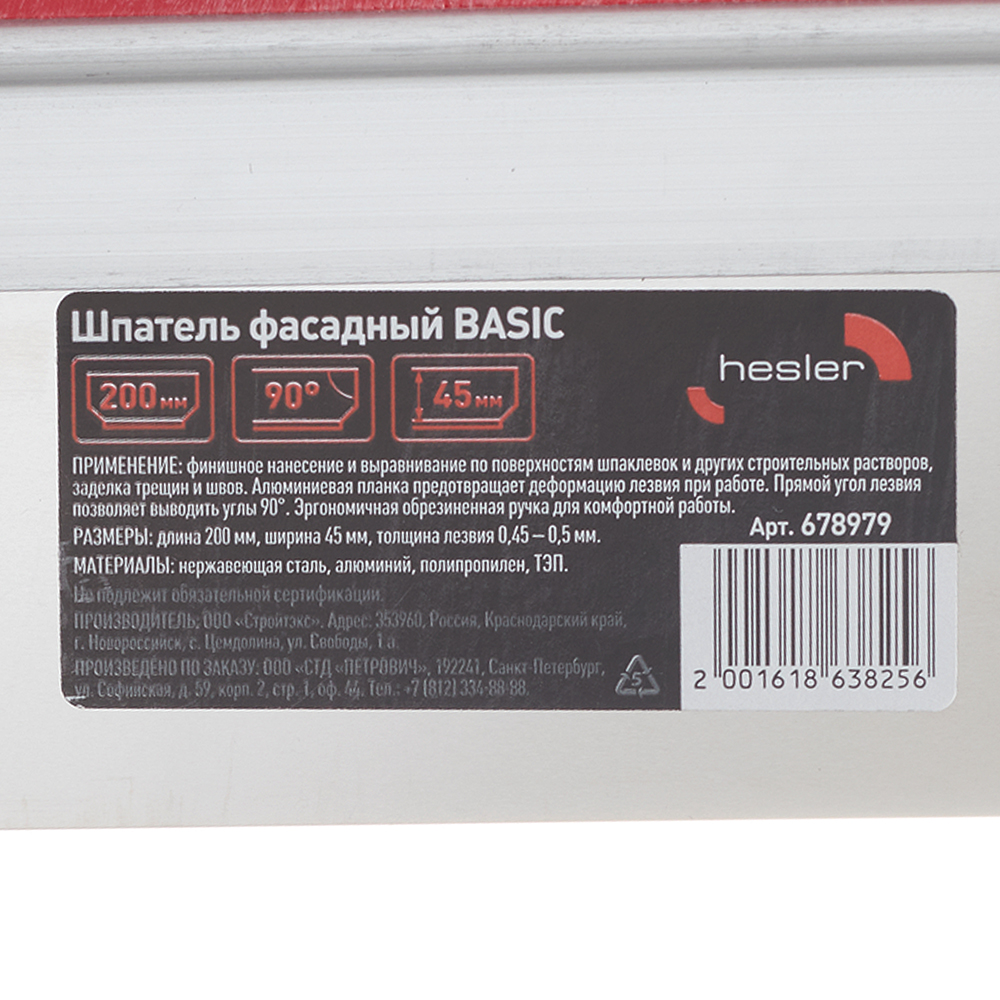 Шпатель фасадный BASIC
hesler
200 мм 90° 45 мм
ПРИМЕНЕНИЕ: финишное нанесение и выравнивание по поверхностям шпаклевок и других строительных растворов,
заделка трещин и швов. Алюминиевая планка предотвращает деформацию лезвия при работе. Прямой угол лезвия
позволяет выводить углы 90°. Эргономичная обрезиненная ручка для комфортной работы.
Арт. 678979
РАЗМЕРЫ: длина 200 мм, ширина 45 мм, толщина лезвия 0,45 – 0,5 мм.
МАТЕРИАЛЫ: нержавеющая сталь, алюминий, полипропилен, ТЭП.
Не подлежит обязательной сертификации.
ПРОИЗВОДИТЕЛЬ: ООО «Стройтэкс». Адрес: 353960, Россия, Краснодарский край,
г. Новороссийск, с. Цемдолина, ул. Свободы, 1 а.
ПРОИЗВЕДЕНО ПО ЗАКАЗУ: ООО «СТД «ПЕТРОВИЧ», 192241, Санкт-Петербург,
ул. Софийская, д. 59, корп. 2, стр. 1, оф. 44. Тел.: +7 (812) 334-88-88.
5
2 001618 638256